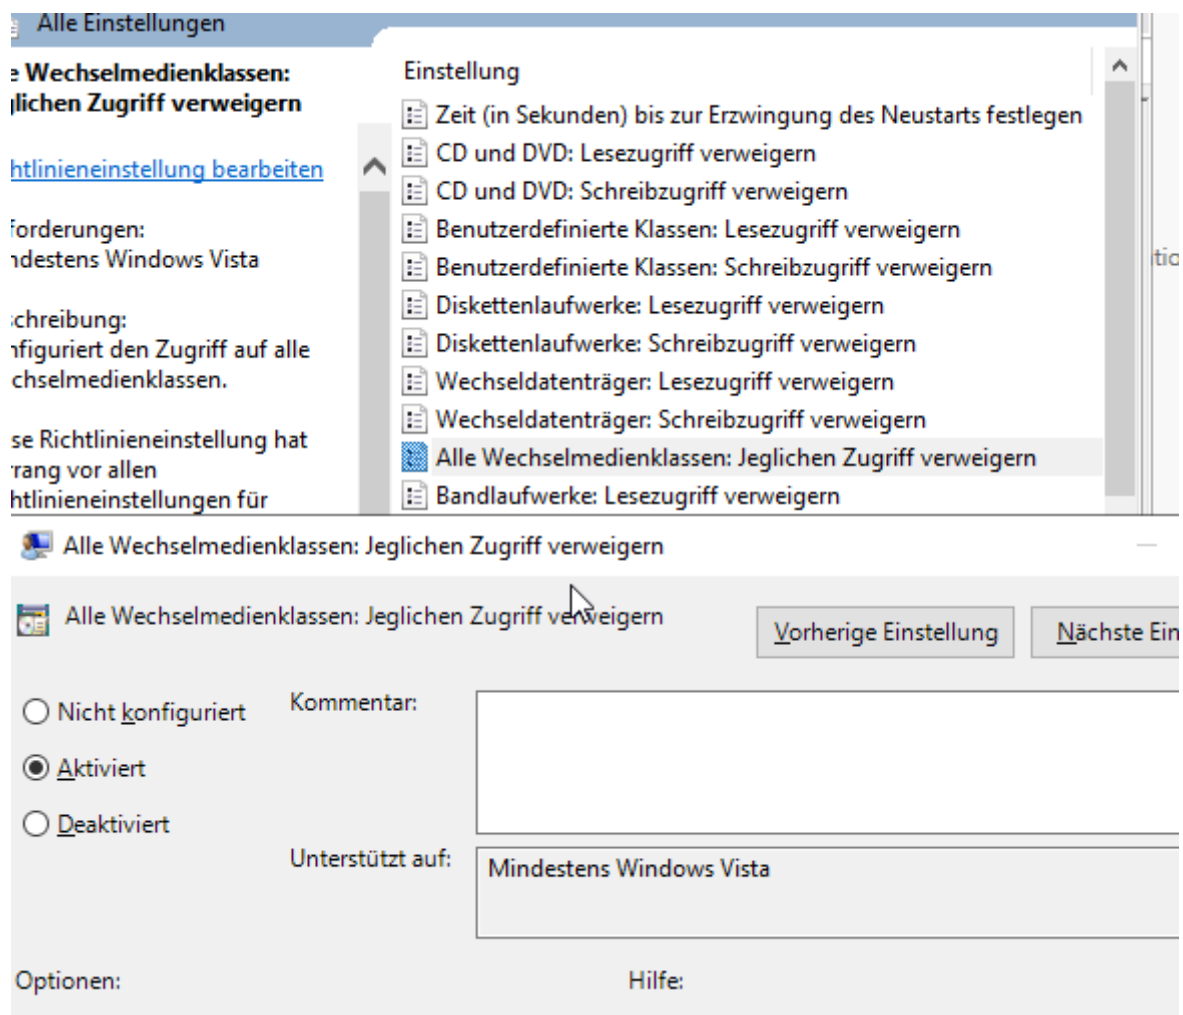 Alle Einstellungen
e Wechselmedienklassen:
glichen Zugriff verweigern
htlinieneinstellung bearbeiten
forderungen:
ndestens Windows Vista
schreibung:
nfiguriert den Zugriff auf alle
chselmedienklassen.
se Richtlinieneinstellung hat
rrang vor allen
htlinieneinstellungen für
Einstellung
Zeit (in Sekunden) bis zur Erzwingung des Neustarts festlegen
CD und DVD: Lesezugriff verweigern
CD und DVD: Schreibzugriff verweigern
Benutzerdefinierte Klassen: Lesezugriff verweigern
Benutzerdefinierte Klassen: Schreibzugriff verweigern
Diskettenlaufwerke: Lesezugriff verweigern
Diskettenlaufwerke: Schreibzugriff verweigern
Wechseldatenträger: Lesezugriff verweigern
Wechseldatenträger: Schreibzugriff verweigern
Alle Wechselmedienklassen: Jeglichen Zugriff verweigern
Bandlaufwerke: Lesezugriff verweigern
Alle Wechselmedienklassen: Jeglichen Zugriff verweigern
Alle Wechselmedienklassen: Jeglichen Zugriff verweigern
Vorherige Einstellung
Nächste Ein
Nicht konfiguriert
Aktiviert
Deaktiviert
Kommentar:
Unterstützt auf:
Mindestens Windows Vista
Optionen:
Hilfe: